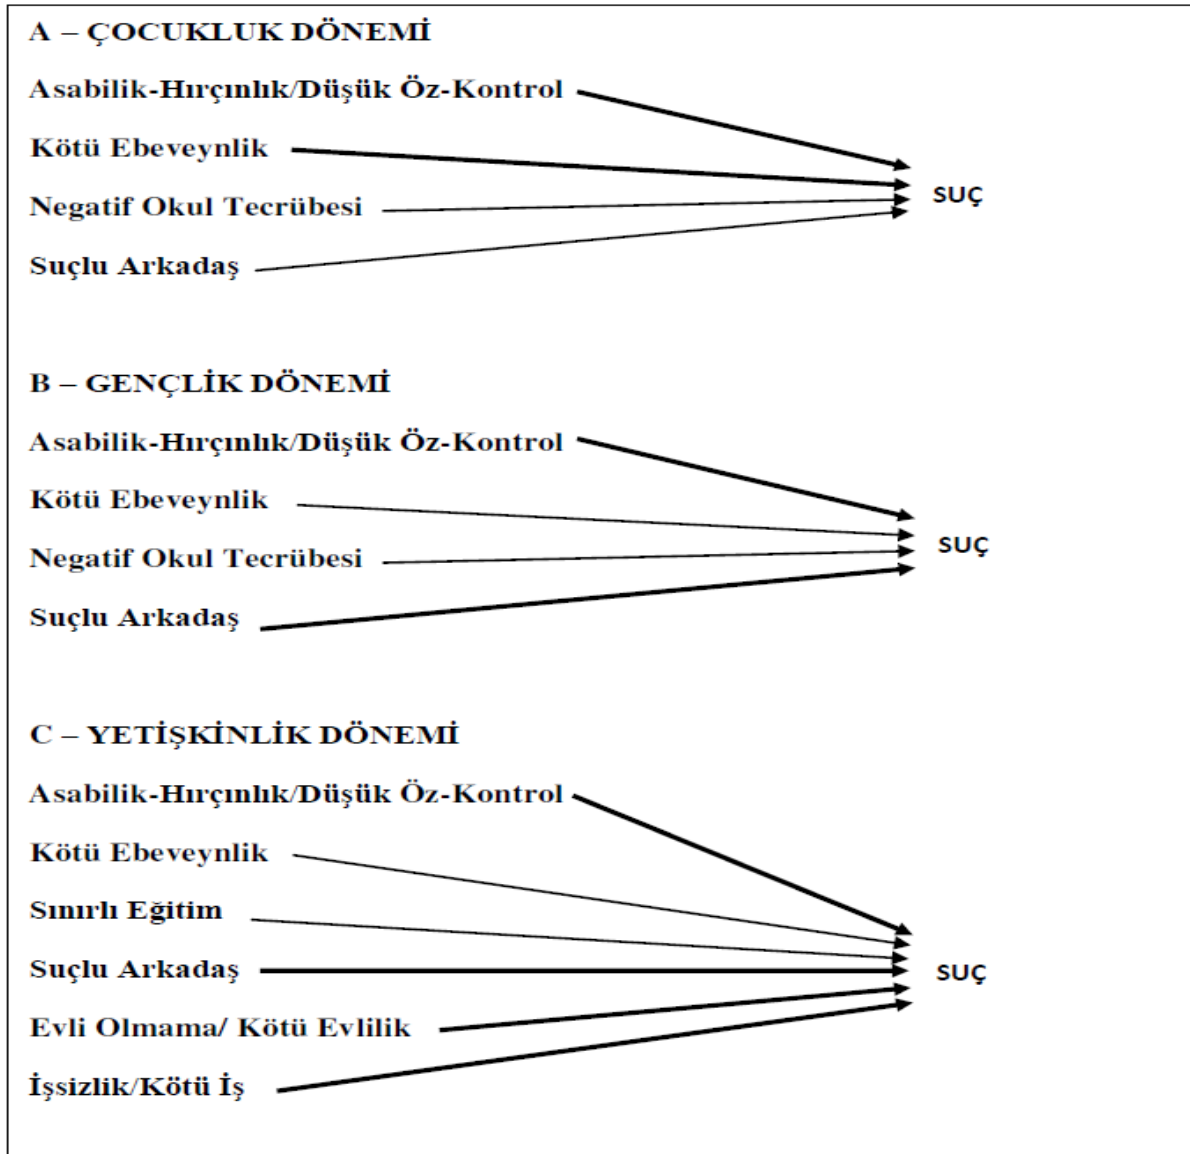 A – ÇOCUKLUK DÖNEMİ
Asabilik-Hırçınlık/Düşük Öz-Kontrol
Kötü Ebeveynlik
Negatif Okul Tecrübesi
Suçlu Arkadaş
SUÇ
B – GENÇLİK DÖNEMİ
Asabilik-Hırçınlık/Düşük Öz-Kontrol
Kötü Ebeveynlik
Negatif Okul Tecrübesi
Suçlu Arkadaş
SUÇ
C – YETİŞKİNLİK DÖNEMİ
Asabilik-Hırçınlık/Düşük Öz-Kontrol
Kötü Ebeveynlik
Sınırlı Eğitim
Suçlu Arkadaş
Evli Olmama/ Kötü Evlilik
İşsizlik/Kötü İş
SUÇ